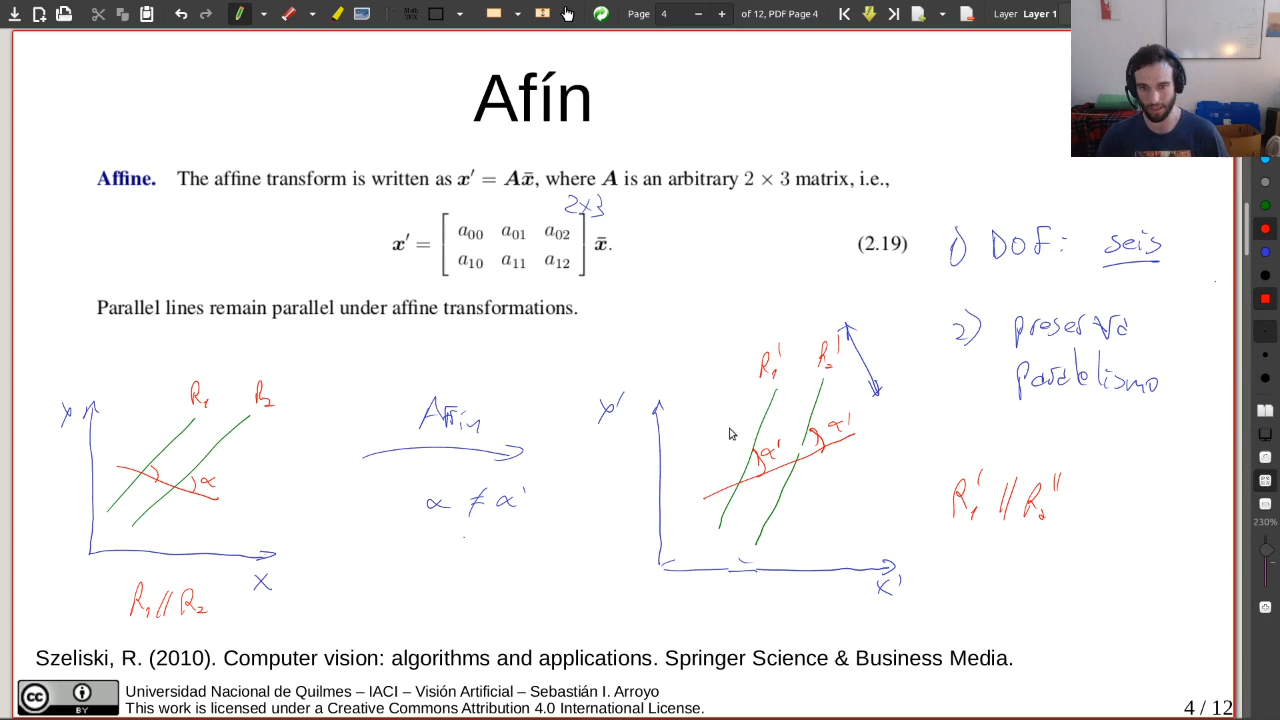 Page 4 of 12, PDF Page 4 Layer Layer 1
Afín
Affine. The affine transform is written as x′ = Ax̄, where A is an arbitrary 2 × 3 matrix, i.e.,
2x3
x′ = [ a00 a01 a02
a10 a11 a12 ] x̄. (2.19)
Parallel lines remain parallel under affine transformations.
1) DOF: seis
2) preserva
paralelismo
y R1 R2
α
x
R1 // R2
Afín
α ≠ α'
y' R1' R2'
α' α'
x'
R1' // R2''
230%
Szeliski, R. (2010). Computer vision: algorithms and applications. Springer Science & Business Media.
cc BY
Universidad Nacional de Quilmes – IACI – Visión Artificial – Sebastián I. Arroyo
This work is licensed under a Creative Commons Attribution 4.0 International License.
4 / 12